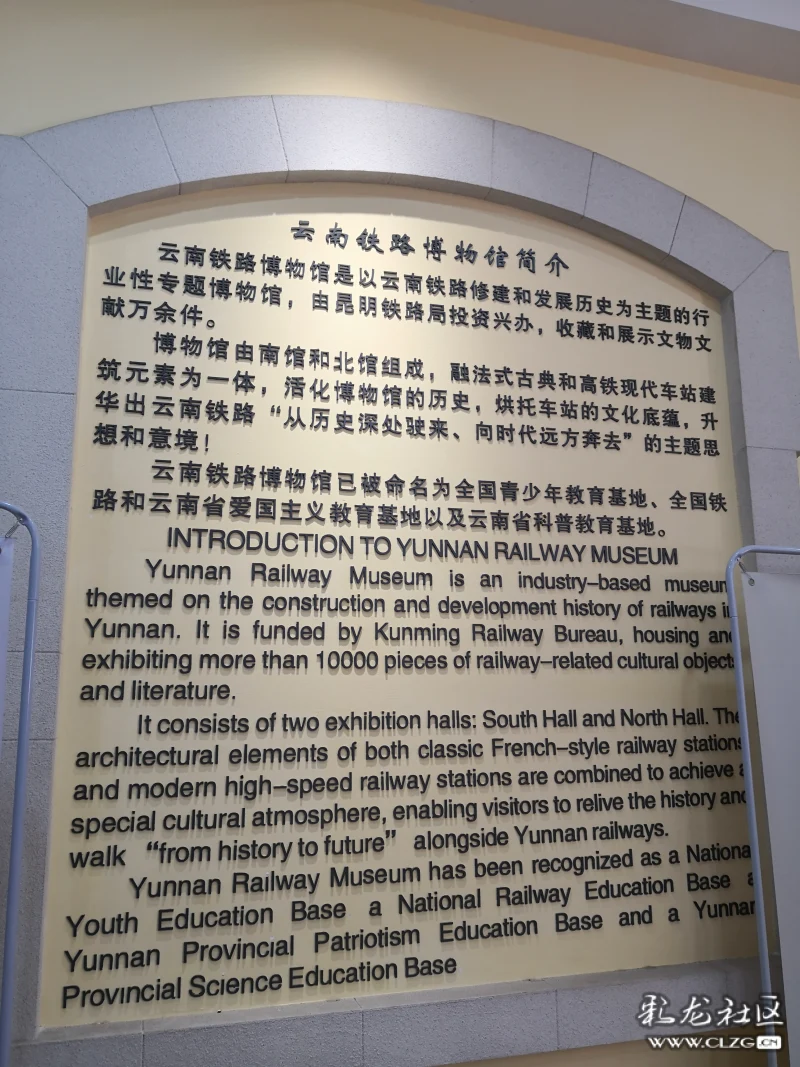 云南铁路博物馆简介
云南铁路博物馆是以云南铁路修建和发展历史为主题的行
业性专题博物馆，由昆明铁路局投资兴办，收藏和展示文物文
献万余件。
博物馆由南馆和北馆组成，融法式古典和高铁现代车站建
筑元素为一体，活化博物馆的历史，烘托车站的文化底蕴，升
华出云南铁路“从历史深处驶来、向时代远方奔去”的主题思
想和意境！
云南铁路博物馆已被命名为全国青少年教育基地、全国铁
路和云南省爱国主义教育基地以及云南省科普教育基地。
INTRODUCTION TO YUNNAN RAILWAY MUSEUM
Yunnan Railway Museum is an industry-based museum
themed on the construction and development history of railways in
Yunnan. It is funded by Kunming Railway Bureau, housing and
exhibiting more than 10000 pieces of railway-related cultural objects
and literature.
It consists of two exhibition halls: South Hall and North Hall. The
architectural elements of both classic French-style railway stations
and modern high-speed railway stations are combined to achieve a
special cultural atmosphere, enabling visitors to relive the history and
walk “from history to future” alongside Yunnan railways.
Yunnan Railway Museum has been recognized as a National
Youth Education Base a National Railway Education Base a
Yunnan Provincial Patriotism Education Base and a Yunnan
Provincial Science Education Base
彩龙社区
WWW.CLZG.CN